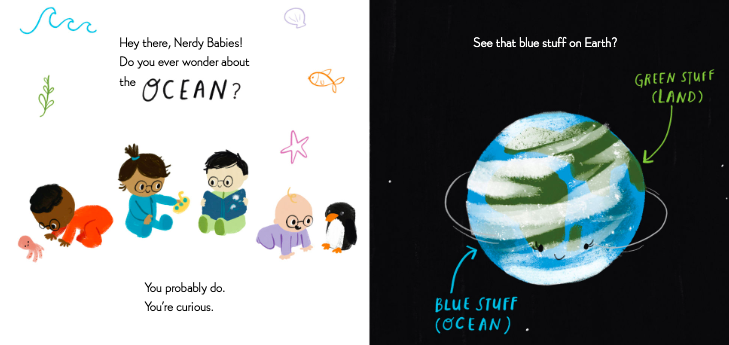 Hey there, Nerdy Babies!
Do you ever wonder about
the OCEAN?
You probably do.
You're curious.
See that blue stuff on Earth?
GREEN STUFF
(LAND)
BLUE STUFF
(OCEAN)